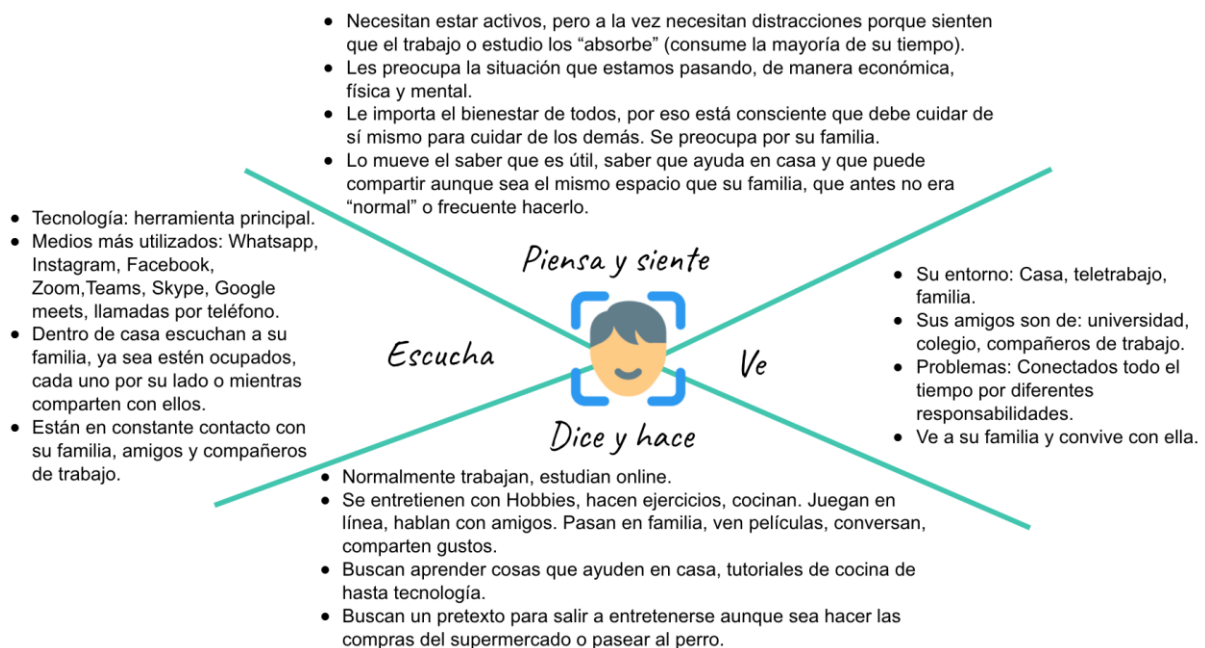 ● Necesitan estar activos, pero a la vez necesitan distracciones porque sienten
que el trabajo o estudio los “absorbe” (consume la mayoría de su tiempo).
● Les preocupa la situación que estamos pasando, de manera económica,
física y mental.
● Le importa el bienestar de todos, por eso está consciente que debe cuidar de
sí mismo para cuidar de los demás. Se preocupa por su familia.
● Lo mueve el saber que es útil, saber que ayuda en casa y que puede
compartir aunque sea el mismo espacio que su familia, que antes no era
“normal” o frecuente hacerlo.
Piensa y siente
● Tecnología: herramienta principal.
● Medios más utilizados: Whatsapp,
Instagram, Facebook,
Zoom,Teams, Skype, Google
meets, llamadas por teléfono.
● Dentro de casa escuchan a su
familia, ya sea estén ocupados,
cada uno por su lado o mientras
comparten con ellos.
● Están en constante contacto con
su familia, amigos y compañeros
de trabajo.
Escucha
Ve
● Su entorno: Casa, teletrabajo,
familia.
● Sus amigos son de: universidad,
colegio, compañeros de trabajo.
● Problemas: Conectados todo el
tiempo por diferentes
responsabilidades.
● Ve a su familia y convive con ella.
Dice y hace
● Normalmente trabajan, estudian online.
● Se entretienen con Hobbies, hacen ejercicios, cocinan. Juegan en
línea, hablan con amigos. Pasan en familia, ven películas, conversan,
comparten gustos.
● Buscan aprender cosas que ayuden en casa, tutoriales de cocina de
hasta tecnología.
● Buscan un pretexto para salir a entretenerse aunque sea hacer las
compras del supermercado o pasear al perro.